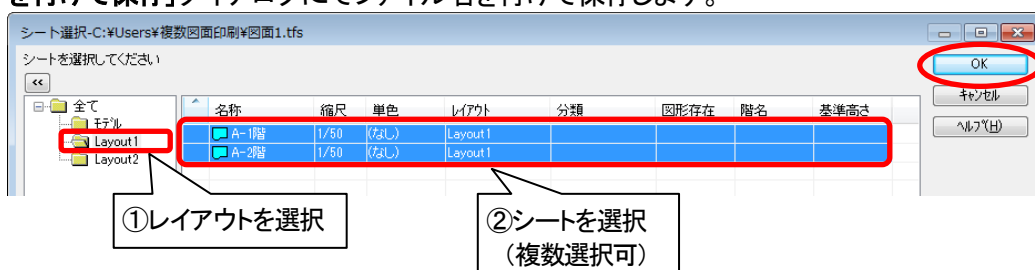 を付けて保存」ダイアログにてファイル名を付けて保存します。
シート選択-C:¥Users¥複数図面印刷¥図面1.tfs
シートを選択してください
OK
<<
キャンセル
ヘルプ(H)
全て
モデル
Layout1
Layout2
名称 縮尺 単色 レイアウト 分類 図形存在 階名 基準高さ
A-1階 1/50 (なし) Layout1
A-2階 1/50 (なし) Layout1
①レイアウトを選択
②シートを選択
（複数選択可）